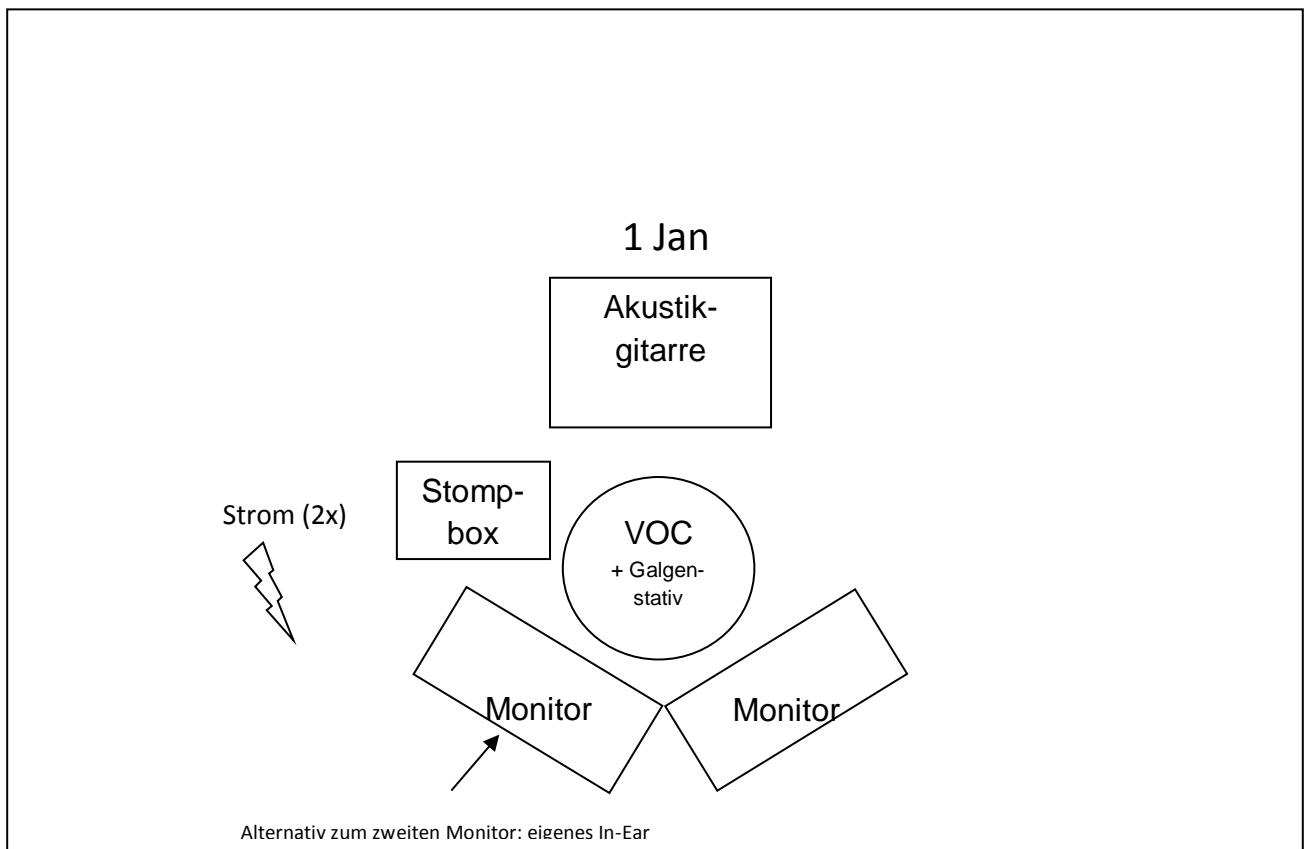 1 Jan
Akustik-
gitarre
Stomp-
box
Strom (2x)
VOC
+ Galgen-
stativ
Monitor
Monitor
Alternativ zum zweiten Monitor: eigenes In-Ear